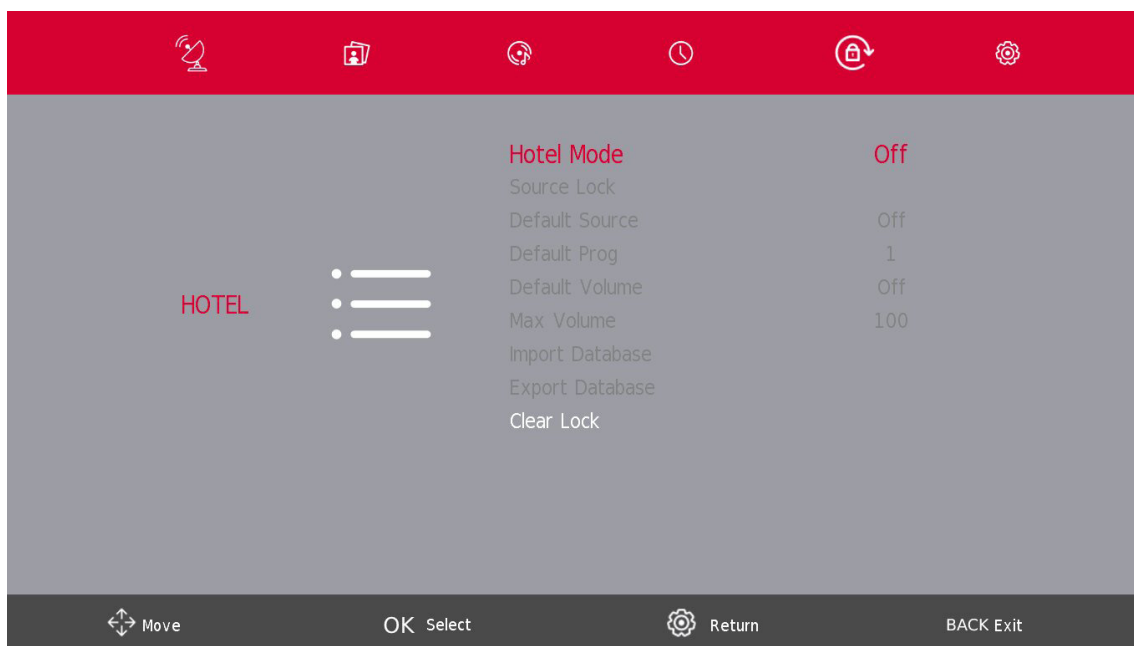 Hotel Mode Off
Source Lock
Default Source Off
Default Prog 1
Default Volume Off
HOTEL
Max Volume 100
Import Database
Export Database
Clear Lock
Move OK Select Return BACK Exit